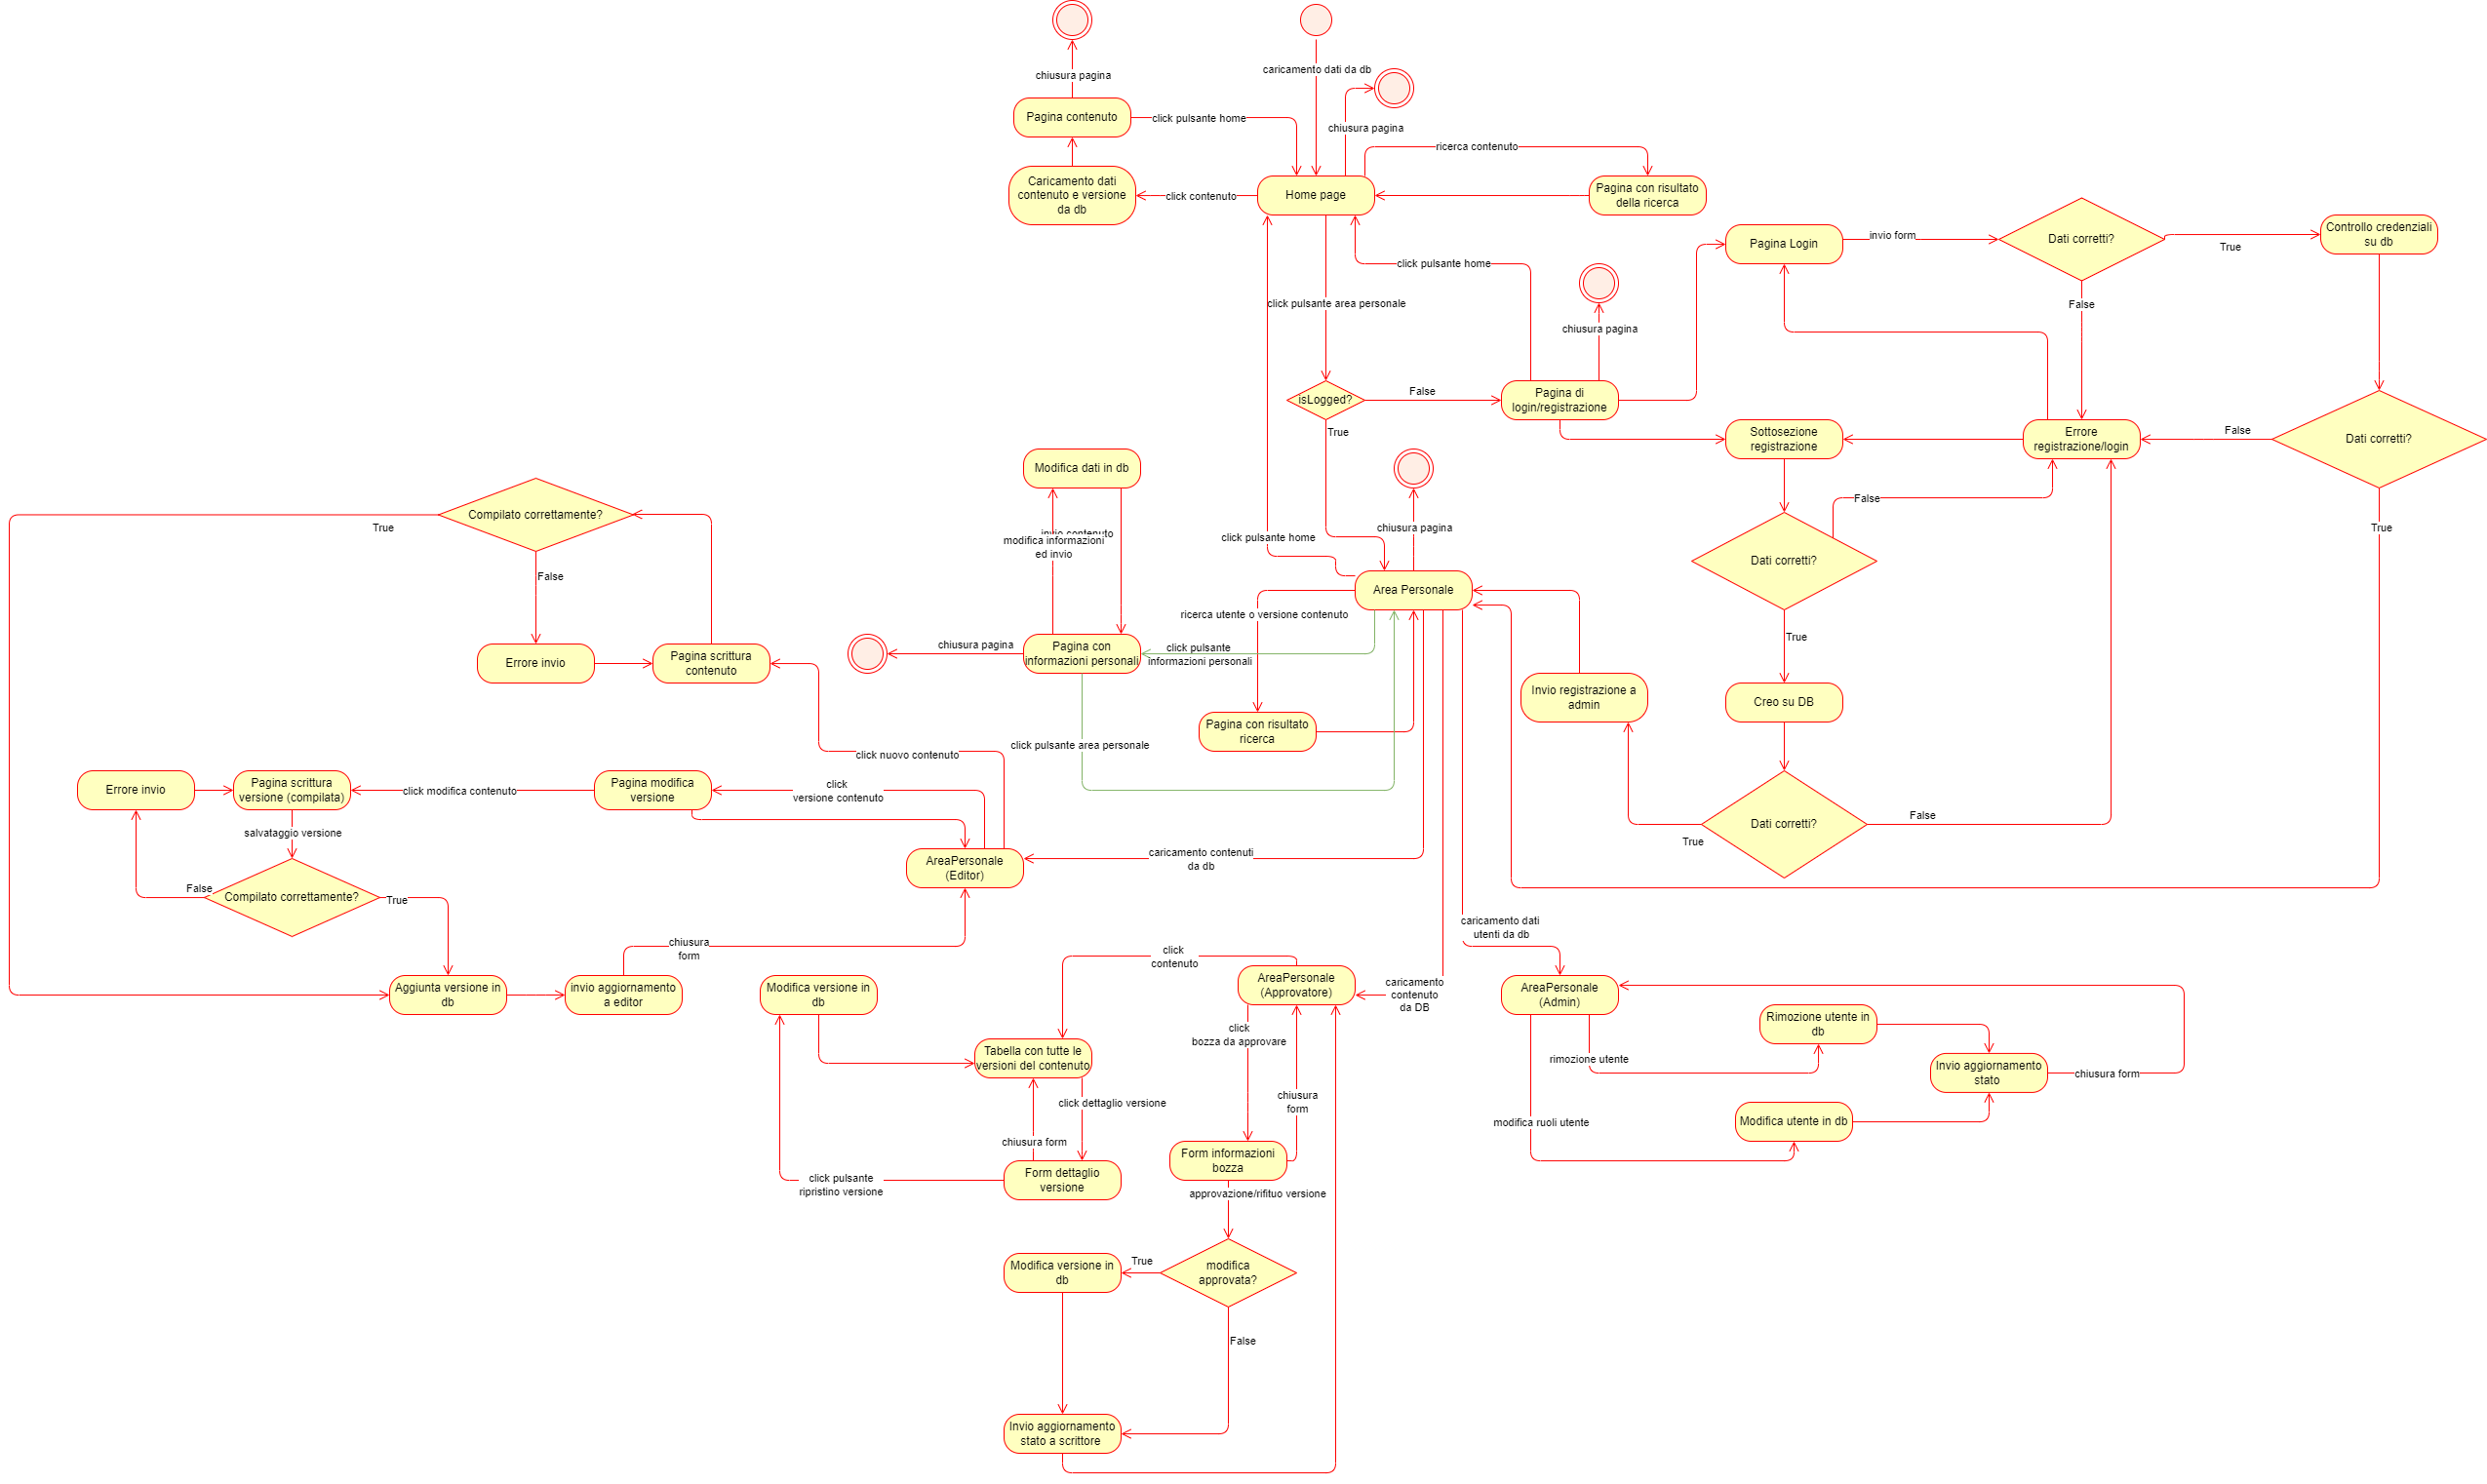 caricamento dati da db
chiusura pagina
Pagina contenuto
click pulsante home
chiusura pagina
ricerca contenuto
Caricamento dati
contenuto e versione
da db
click contenuto
Home page
Pagina con risultato
della ricerca
Pagina Login
invio form
Dati corretti?
True
Controllo credenziali
su db
click pulsante home
click pulsante area personale
chiusura pagina
False
isLogged?
False
Pagina di
login/registrazione
True
Sottosezione
registrazione
Errore
registrazione/login
False
Dati corretti?
Modifica dati in db
Compilato correttamente?
True
False
invio contenuto
modifica informazioni
ed invio
click pulsante home
chiusura pagina
False
True
Dati corretti?
Area Personale
ricerca utente o versione contenuto
True
Errore invio
Pagina scrittura
contenuto
chiusura pagina
Pagina con
informazioni personali
click pulsante
informazioni personali
Invio registrazione a
admin
Creo su DB
Pagina con risultato
ricerca
click pulsante area personale
click nuovo contenuto
Errore invio
Pagina scrittura
versione (compilata)
click modifica contenuto
Pagina modifica
versione
click
versione contenuto
salvataggio versione
Dati corretti?
False
True
AreaPersonale
(Editor)
caricamento contenuti
da db
False
Compilato correttamente?
True
chiusura
form
caricamento dati
utenti da db
click
contenuto
Aggiunta versione in
db
invio aggiornamento
a editor
Modifica versione in
db
AreaPersonale
(Approvatore)
caricamento
contenuto
da DB
AreaPersonale
(Admin)
Rimozione utente in
db
click
bozza da approvare
Tabella con tutte le
versioni del contenuto
rimozione utente
Invio aggiornamento
stato
chiusura form
click dettaglio versione
chiusura
form
modifica ruoli utente
Modifica utente in db
chiusura form
Form informazioni
bozza
click pulsante
ripristino versione
Form dettaglio
versione
approvazione/rifituo versione
Modifica versione in
db
True
modifica
approvata?
False
Invio aggiornamento
stato a scrittore